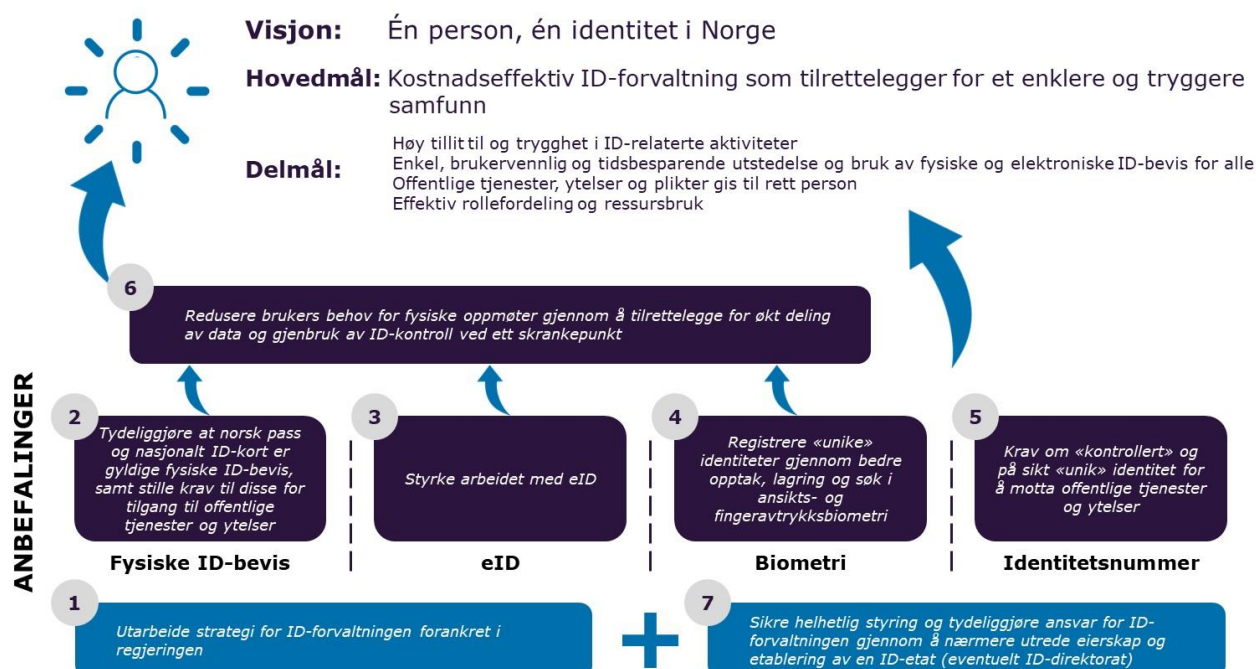 Visjon: Én person, én identitet i Norge
Hovedmål: Kostnadseffektiv ID-forvaltning som tilrettelegger for et enklere og tryggere
samfunn
Delmål:
Høy tillit til og trygghet i ID-relaterte aktiviteter
Enkel, brukervennlig og tidsbesparende utstedelse og bruk av fysiske og elektroniske ID-bevis for alle
Offentlige tjenester, ytelser og plikter gis til rett person
Effektiv rollefordeling og ressursbruk
6
Redusere brukers behov for fysiske oppmøter gjennom å tilrettelegge for økt deling
av data og gjenbruk av ID-kontroll ved ett skrankepunkt
ANBEFALINGER
2
Tydeliggjøre at norsk pass
og nasjonalt ID-kort er
gyldige fysiske ID-bevis,
samt stille krav til disse for
tilgang til offentlige
tjenester og ytelser
Fysiske ID-bevis
3
Styrke arbeidet med eID
eID
4
Registrere «unike»
identiteter gjennom bedre
opptak, lagring og søk i
ansikts- og
fingeravtrykksbiometri
Biometri
5
Krav om «kontrollert» og
på sikt «unik» identitet for
å motta offentlige tjenester
og ytelser
Identitetsnummer
1
Utarbeide strategi for ID-forvaltningen forankret i
regjeringen
+
7
Sikre helhetlig styring og tydeliggjøre ansvar for ID-
forvaltningen gjennom å nærmere utrede eierskap og
etablering av en ID-etat (eventuelt ID-direktorat)